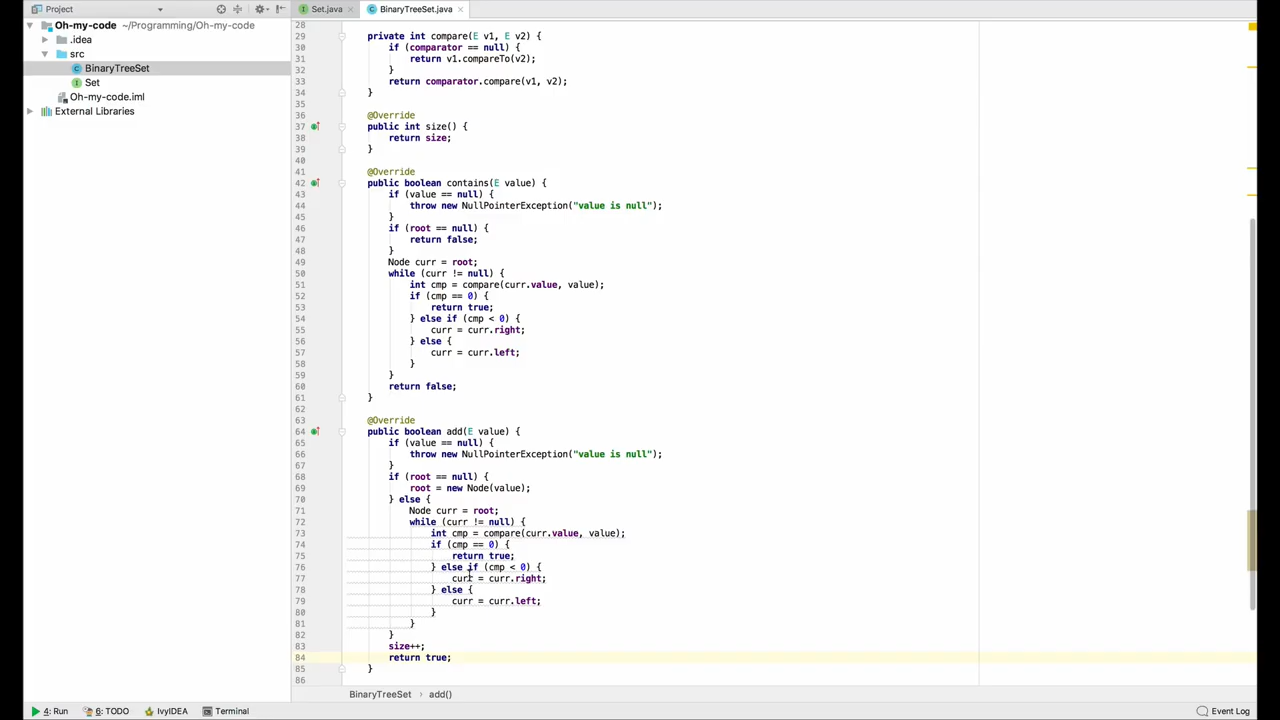 Project
Set.java
BinaryTreeSet.java
Oh-my-code ~/Programming/Oh-my-code
.idea
src
BinaryTreeSet
Set
Oh-my-code.iml
External Libraries
28
29 private int compare(E v1, E v2) {
30 if (comparator == null) {
31 return v1.compareTo(v2);
32 }
33 return comparator.compare(v1, v2);
34 }
35
36 @Override
37 public int size() {
38 return size;
39 }
40
41 @Override
42 public boolean contains(E value) {
43 if (value == null) {
44 throw new NullPointerException("value is null");
45 }
46 if (root == null) {
47 return false;
48 }
49 Node curr = root;
50 while (curr != null) {
51 int cmp = compare(curr.value, value);
52 if (cmp == 0) {
53 return true;
54 } else if (cmp < 0) {
55 curr = curr.right;
56 } else {
57 curr = curr.left;
58 }
59 }
60 return false;
61 }
62
63 @Override
64 public boolean add(E value) {
65 if (value == null) {
66 throw new NullPointerException("value is null");
67 }
68 if (root == null) {
69 root = new Node(value);
70 } else {
71 Node curr = root;
72 while (curr != null) {
73 int cmp = compare(curr.value, value);
74 if (cmp == 0) {
75 return true;
76 } else if (cmp < 0) {
77 curr = curr.right;
78 } else {
79 curr = curr.left;
80 }
81 }
82 }
83 size++;
84 return true;
85 }
86
BinaryTreeSet › add()
4: Run
6: TODO
IvyIDEA
Terminal
Event Log